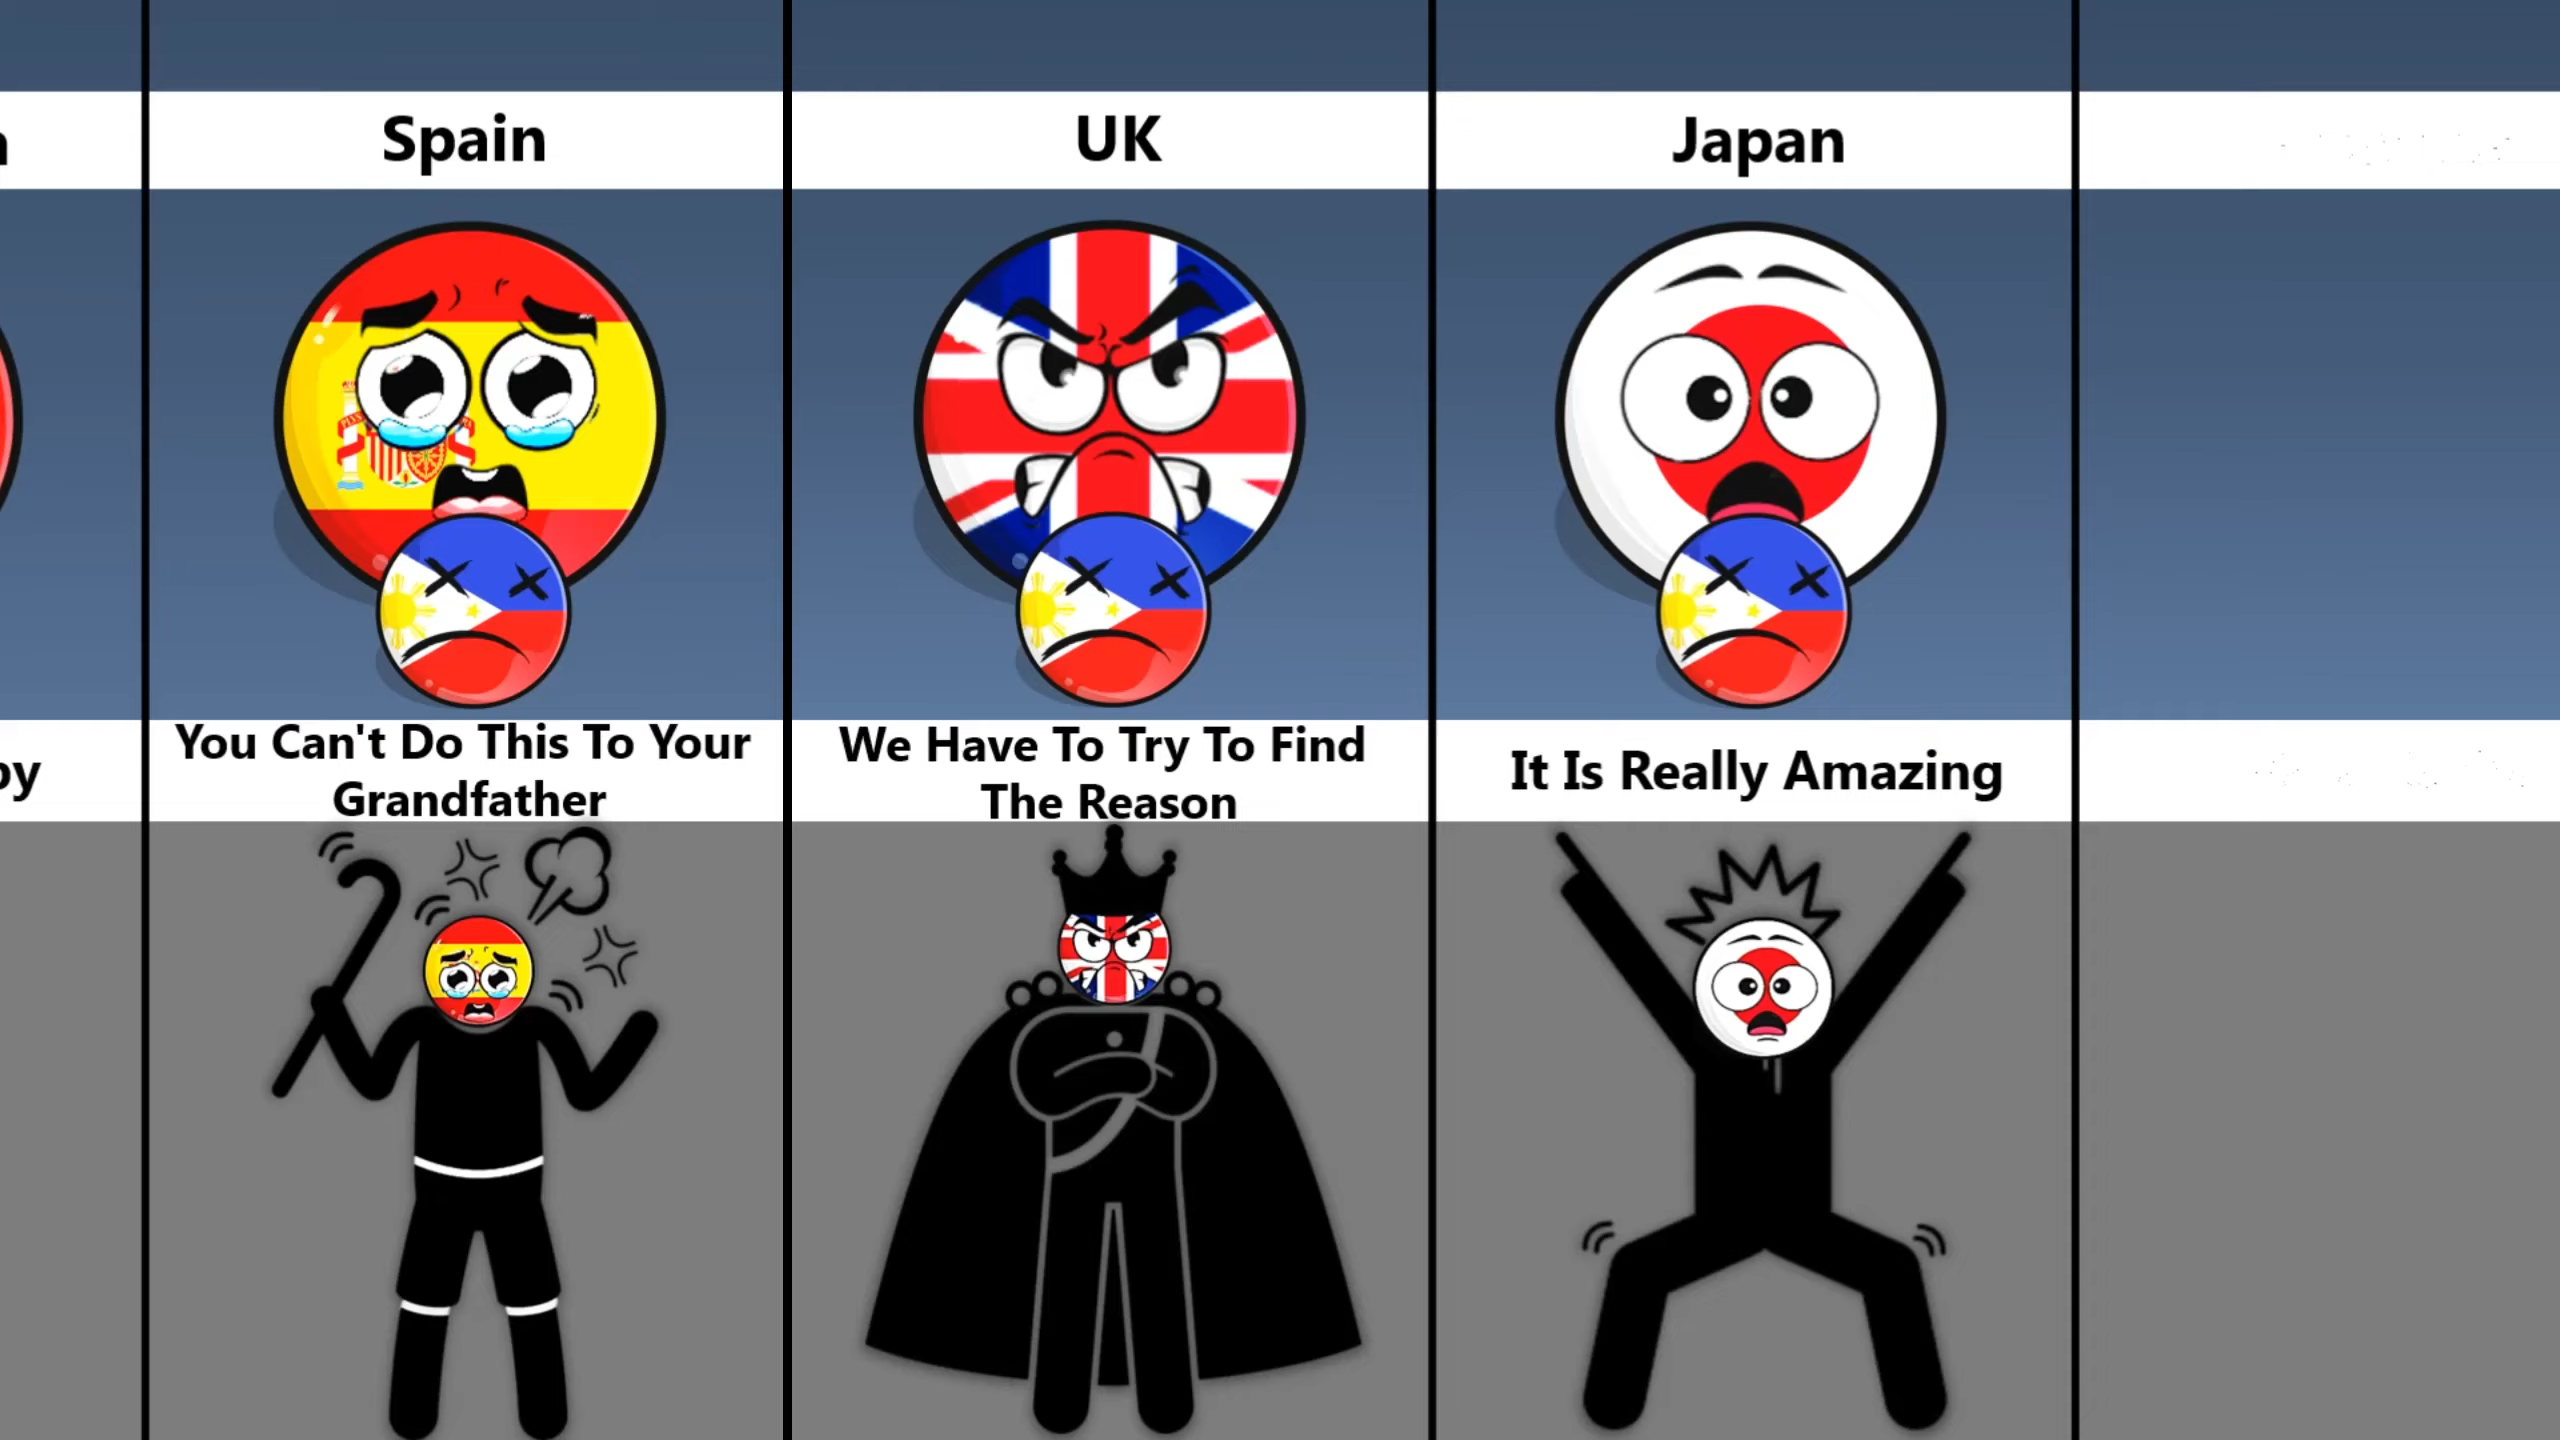 Spain
UK
Japan
You Can't Do This To Your
Grandfather
We Have To Try To Find
The Reason
It Is Really Amazing